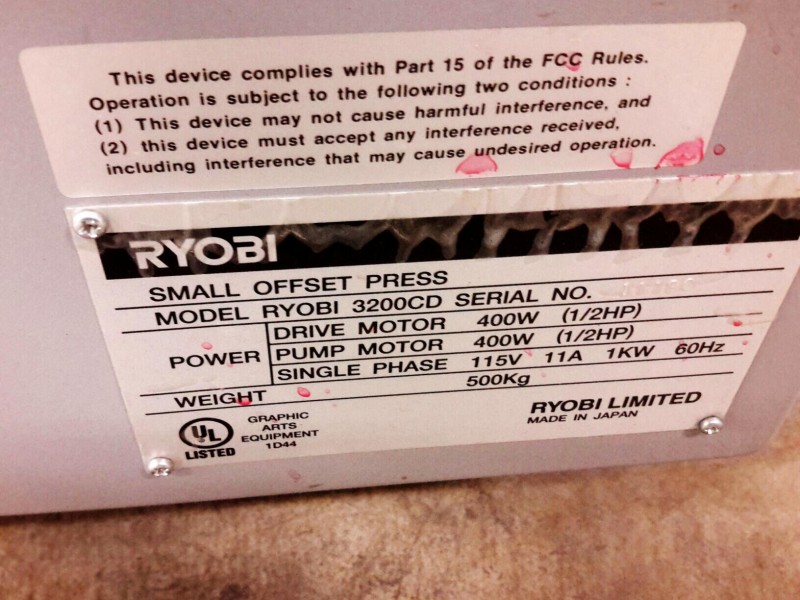 This device complies with Part 15 of the FCC Rules.
Operation is subject to the following two conditions :
(1) This device may not cause harmful interference, and
(2) this device must accept any interference received,
including interference that may cause undesired operation.
RYOBI
SMALL OFFSET PRESS
MODEL RYOBI 3200CD SERIAL NO.
POWER
DRIVE MOTOR 400W (1/2HP)
PUMP MOTOR 400W (1/2HP)
SINGLE PHASE 115V 11A 1KW 60Hz
WEIGHT 500Kg
UL
LISTED
GRAPHIC
ARTS
EQUIPMENT
1D44
RYOBI LIMITED
MADE IN JAPAN